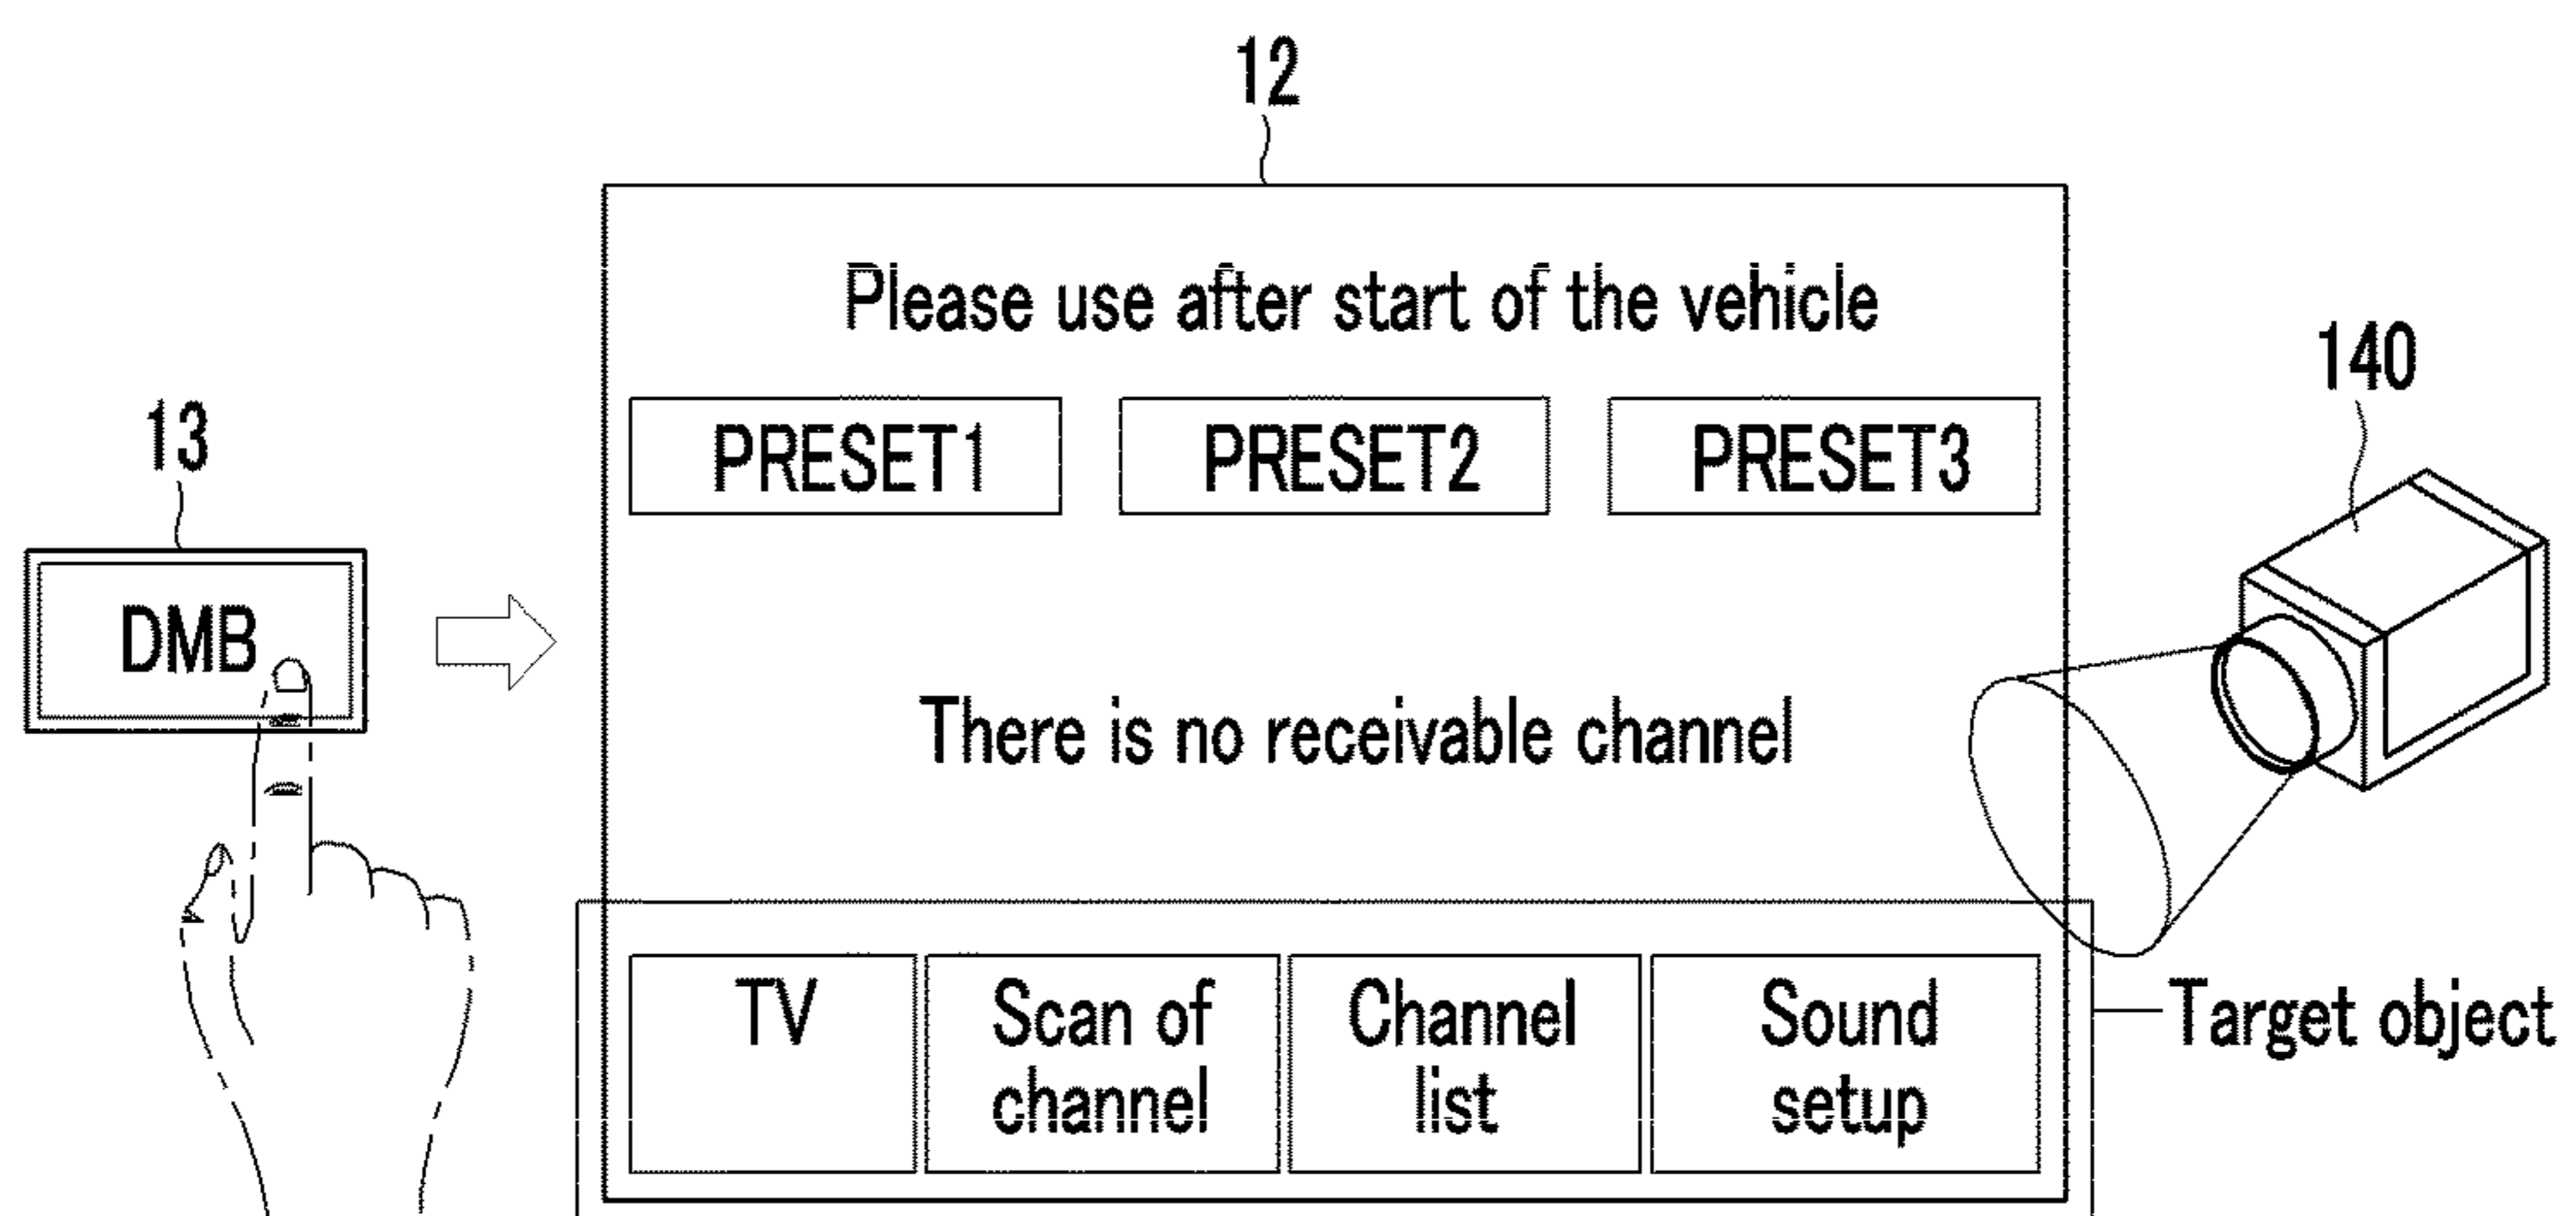 12
Please use after start of the vehicle
140
13
PRESET1 PRESET2 PRESET3
DMB
There is no receivable channel
TV
Scan of
channel
Channel
list
Sound
setup
Target object